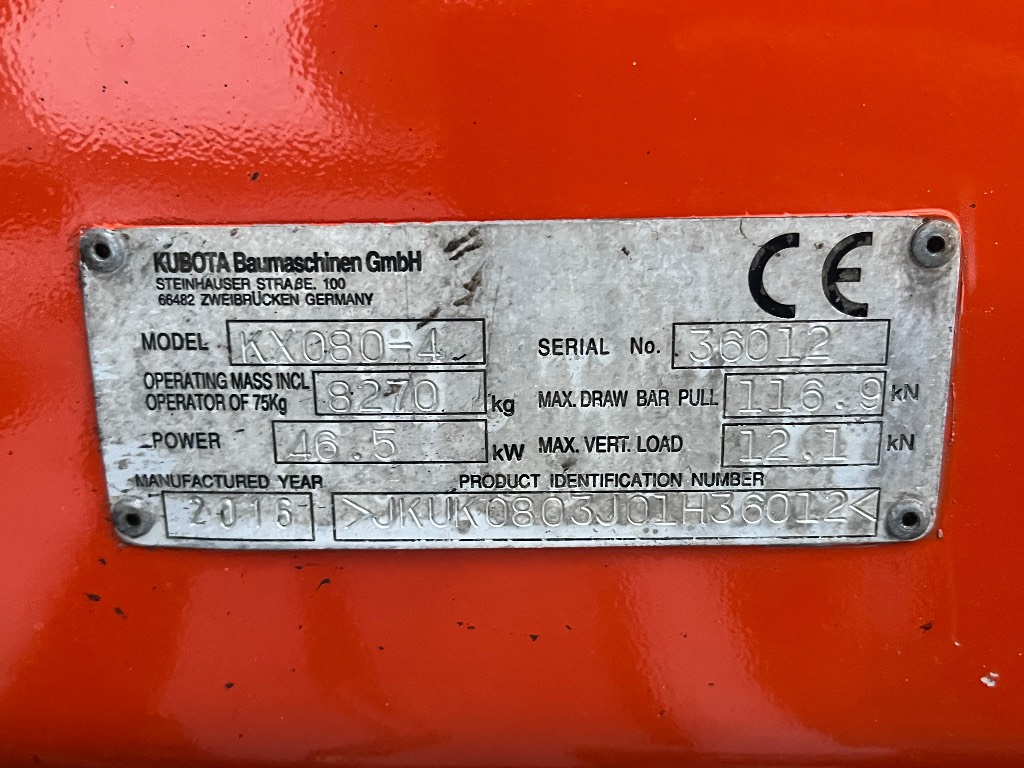 KUBOTA Baumaschinen GmbH
STEINHAUSER STRAßE. 100
66482 ZWEIBRÜCKEN GERMANY
CE
MODEL KX080-4
SERIAL No. 36012
OPERATING MASS INCL
OPERATOR OF 75Kg 8270 kg
MAX. DRAW BAR PULL 116.9 kN
POWER 46.5 kW
MAX. VERT. LOAD 12.1 kN
MANUFACTURED YEAR
2016
PRODUCT IDENTIFICATION NUMBER
>JKUK0803J01H36012<